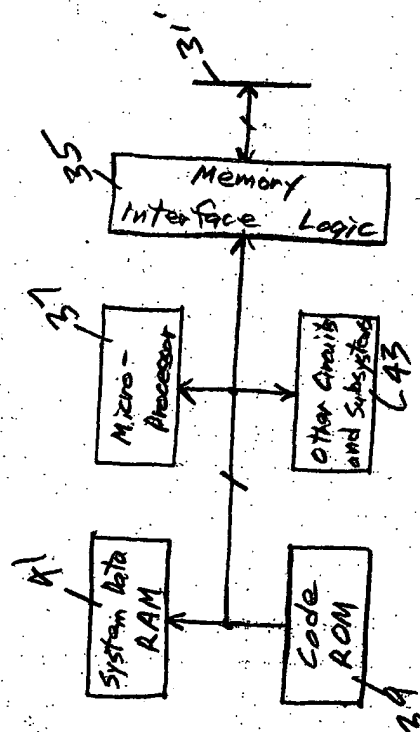 31
35
Memory
Interface Logic
37
Micro-
Processor
Other Circuits
and Subsystems
43
41
System Data
RAM
Code
ROM
39